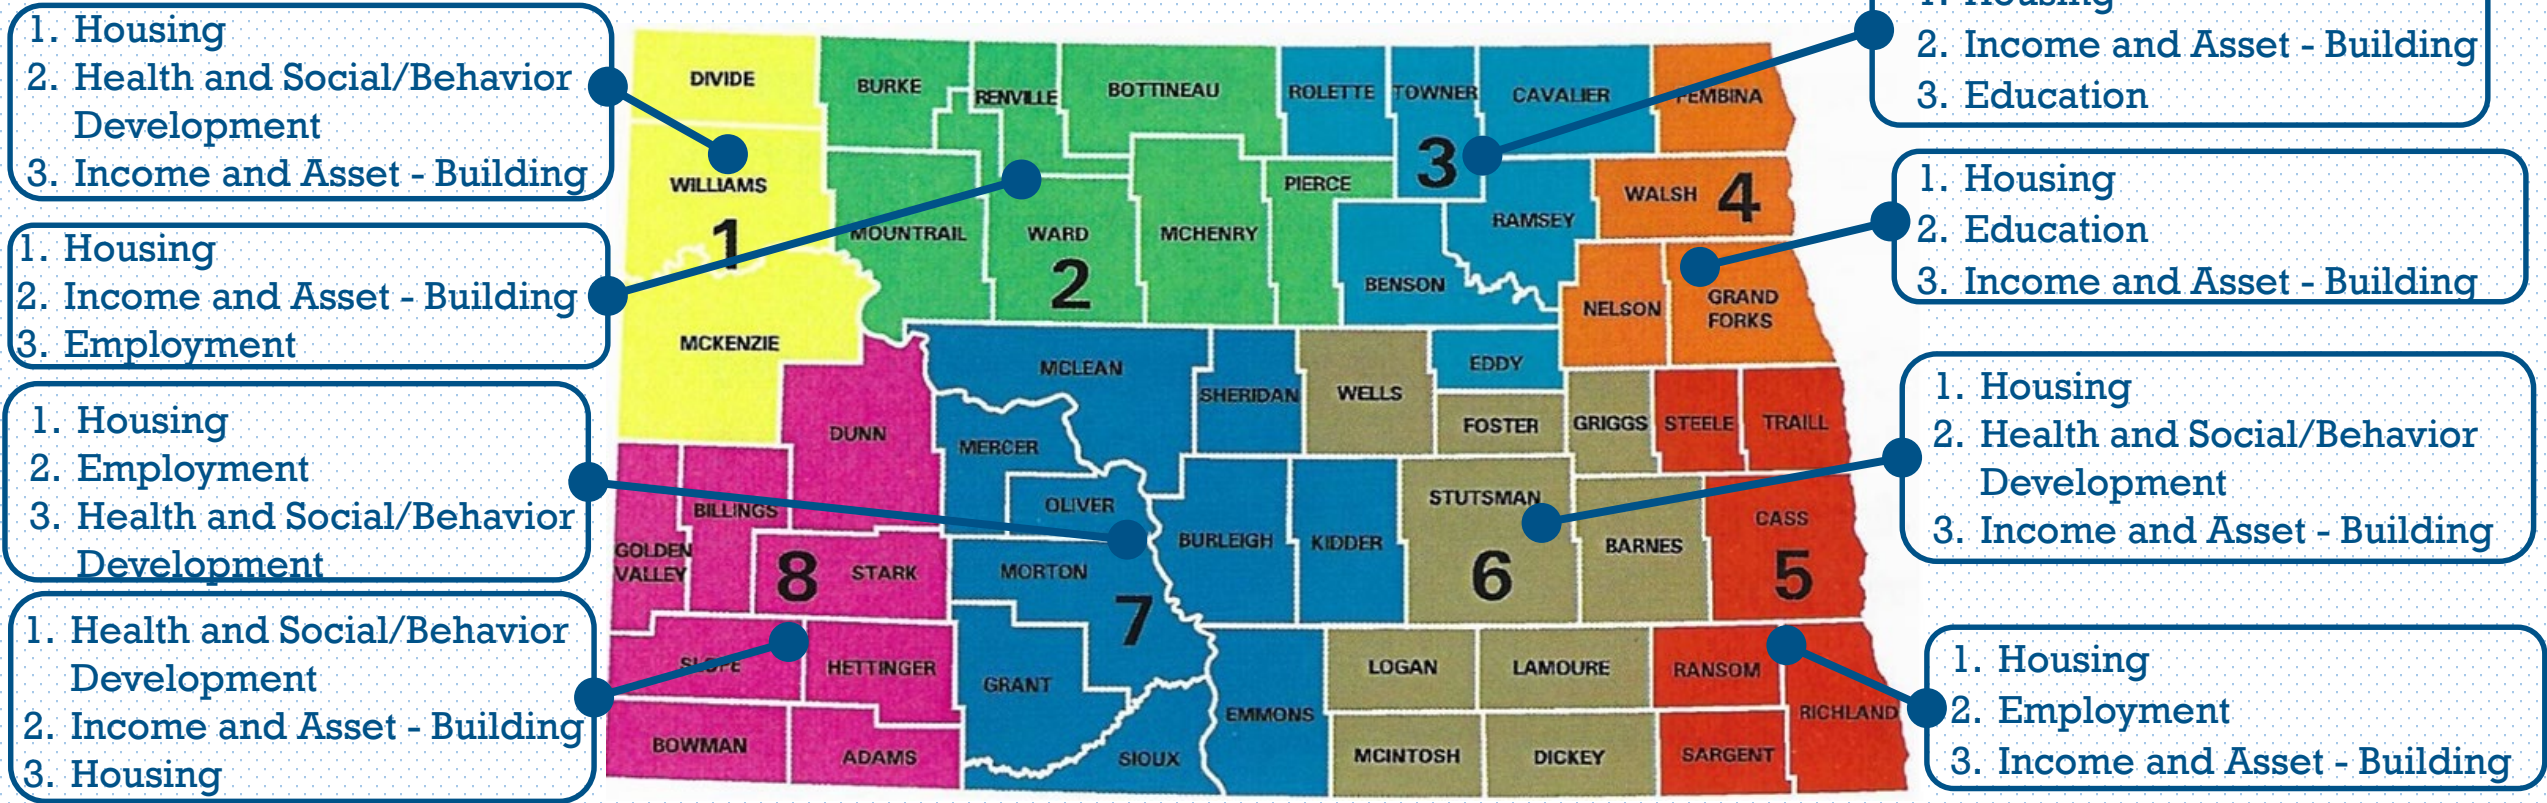 1. Housing
2. Health and Social/Behavior
Development
3. Income and Asset - Building
1. Housing
2. Income and Asset - Building
3. Employment
1. Housing
2. Employment
3. Health and Social/Behavior
Development
1. Health and Social/Behavior
Development
2. Income and Asset - Building
3. Housing
DIVIDE
WILLIAMS
1
MCKENZIE
BURKE
RENVILLE
BOTTINEAU
MOUNTRAIL
WARD
2
MCHENRY
PIERCE
ROLETTE
TOWNER
CAVALIER
3
RAMSEY
BENSON
EDDY
PEMBINA
WALSH
4
NELSON
GRAND
FORKS
MCLEAN
SHERIDAN
WELLS
FOSTER
GRIGGS
STEELE
TRAILL
DUNN
MERCER
OLIVER
BILLINGS
GOLDEN
VALLEY
8
STARK
MORTON
7
BURLEIGH
KIDDER
STUTSMAN
6
BARNES
CASS
5
SLOPE
HETTINGER
GRANT
BOWMAN
ADAMS
SIOUX
EMMONS
LOGAN
LAMOURE
RANSOM
RICHLAND
MCINTOSH
DICKEY
SARGENT
1. Housing
2. Income and Asset - Building
3. Education
1. Housing
2. Education
3. Income and Asset - Building
1. Housing
2. Health and Social/Behavior
Development
3. Income and Asset - Building
1. Housing
2. Employment
3. Income and Asset - Building